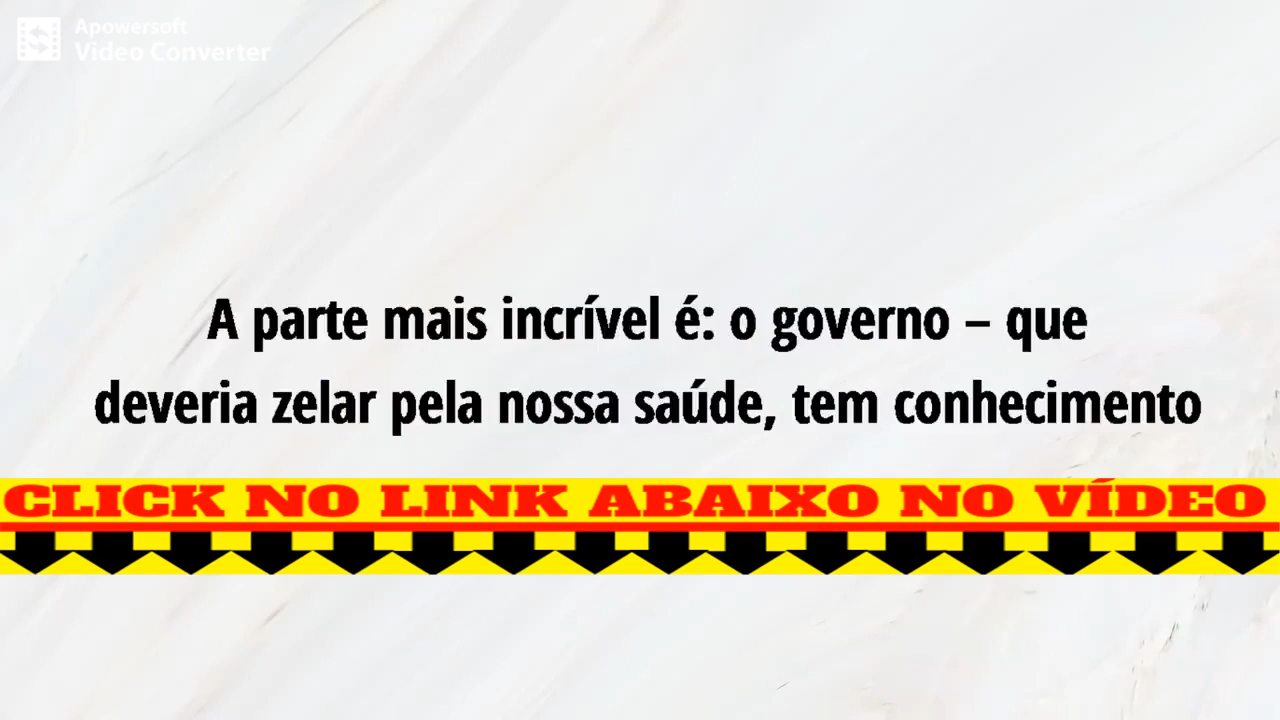 Apowersoft
Video Converter
A parte mais incrível é: o governo – que
deveria zelar pela nossa saúde, tem conhecimento
CLICK NO LINK ABAIXO NO VÍDEO